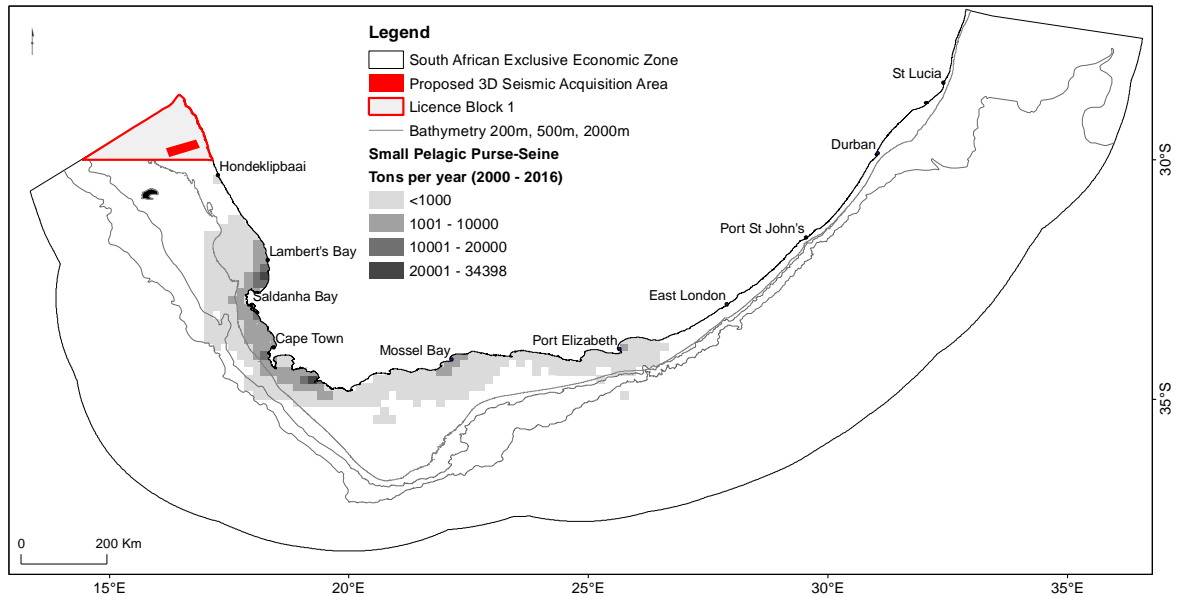 Legend
South African Exclusive Economic Zone
Proposed 3D Seismic Acquisition Area
Licence Block 1
Bathymetry 200m, 500m, 2000m
Small Pelagic Purse-Seine
Tons per year (2000 - 2016)
<1000
1001 - 10000
10001 - 20000
20001 - 34398
St Lucia
Durban
Hondeklipbaai
Port St John's
Lambert's Bay
Saldanha Bay
East London
Cape Town
Mossel Bay
Port Elizabeth
30°S
35°S
0 200 Km
15°E 20°E 25°E 30°E 35°E